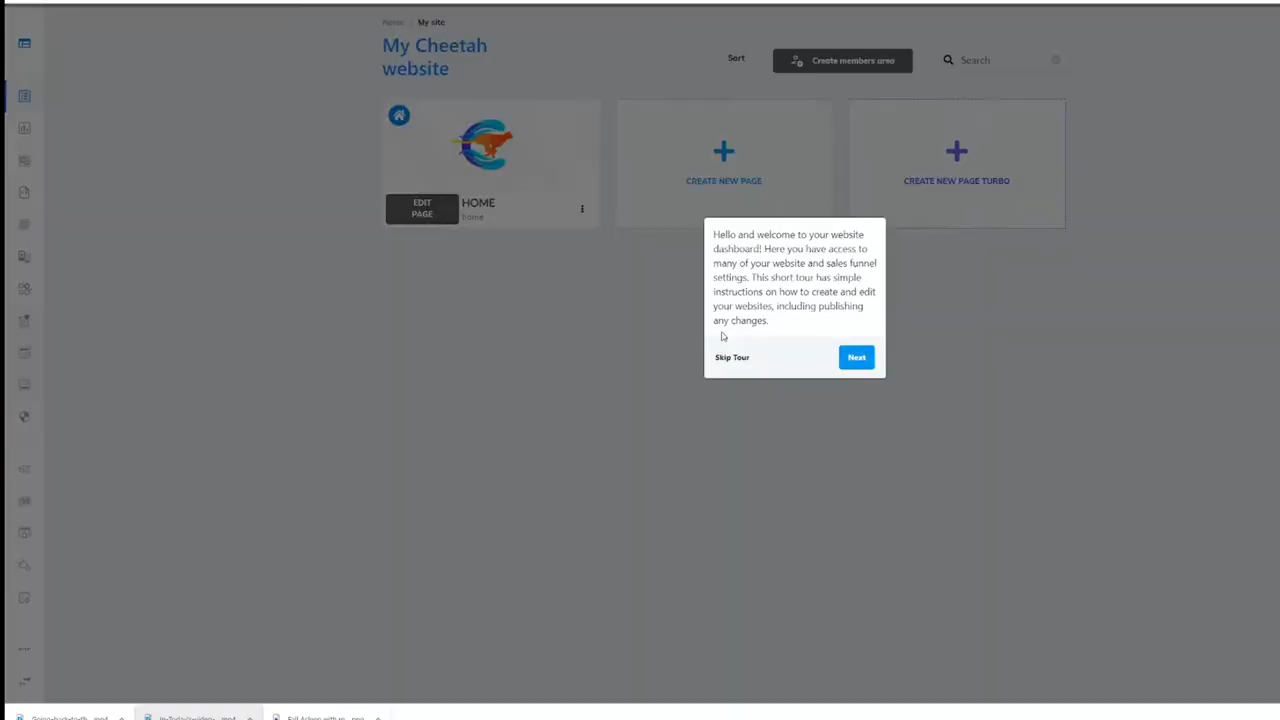 Home My site
My Cheetah
website
Sort
Create members area
Search
CREATE NEW PAGE
CREATE NEW PAGE TURBO
EDIT
PAGE
HOME
home
Hello and welcome to your website
dashboard! Here you have access to
many of your website and sales funnel
settings. This short tour has simple
instructions on how to create and edit
your websites, including publishing
any changes.
Skip Tour
Next